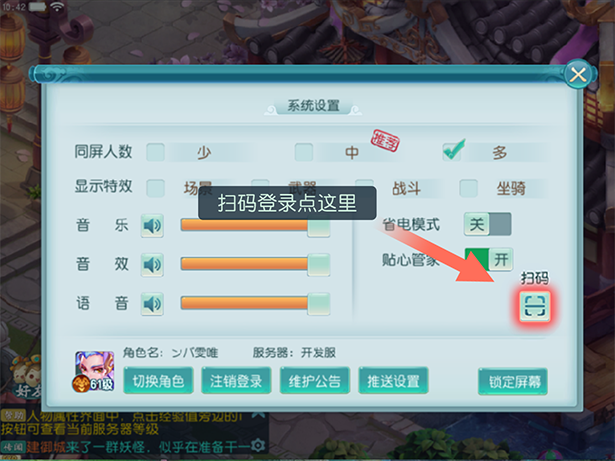 10:42
系统设置
同屏人数 少 中 推荐 多
显示特效 场景 武器 战斗 坐骑
扫码登录点这里
音 乐 省电模式 关
音 效 贴心管家 开
语 音 扫码
角色名：ンバ雯唯 服务器：开发服
61级
切换角色 注销登录 维护公告 推送设置 锁定屏幕
好友
人物属性界面中，点击经验值旁边的i
按钮可查看当前服务器等级
建御城来了一群妖怪，似乎在准备干一